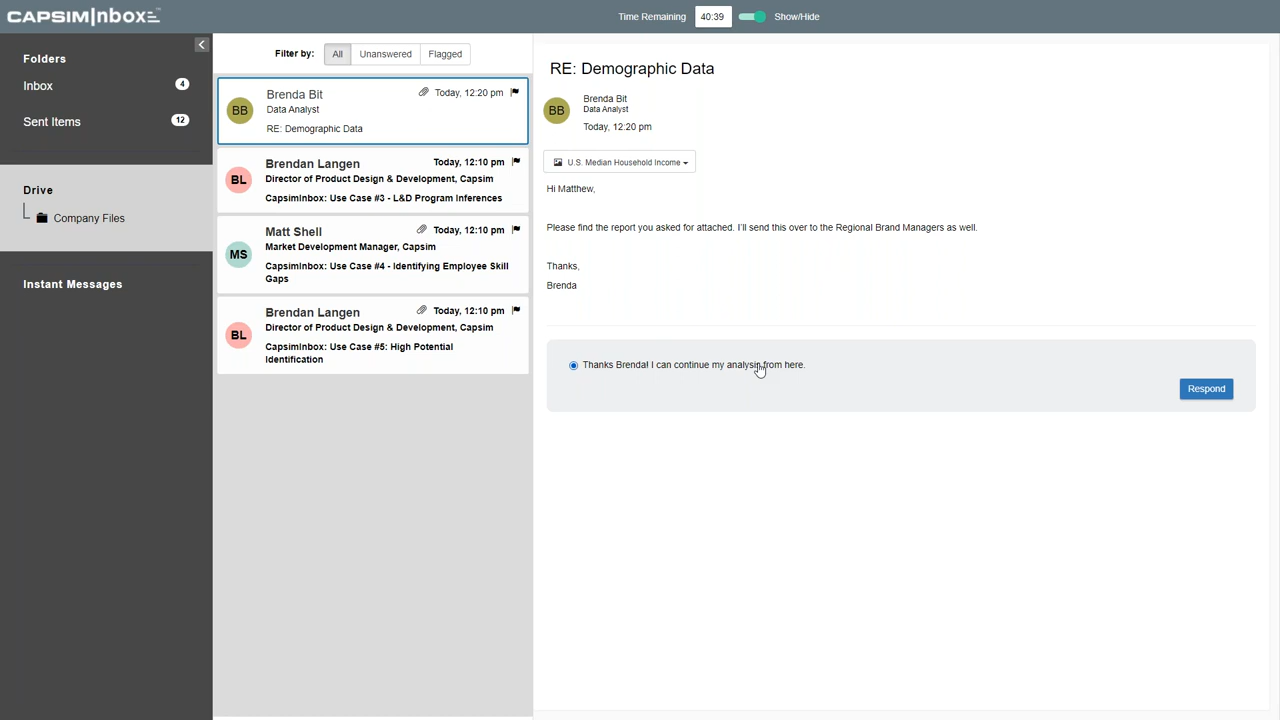 CAPSIM|nbox
Time Remaining 40:39 Show/Hide
Folders
Inbox 4
Sent Items 12
Drive
Company Files
Instant Messages
Filter by: All Unanswered Flagged
BB
Brenda Bit Today, 12:20 pm
Data Analyst
RE: Demographic Data
BL
Brendan Langen Today, 12:10 pm
Director of Product Design & Development, Capsim
CapsimInbox: Use Case #3 - L&D Program Inferences
MS
Matt Shell Today, 12:10 pm
Market Development Manager, Capsim
CapsimInbox: Use Case #4 - Identifying Employee Skill
Gaps
BL
Brendan Langen Today, 12:10 pm
Director of Product Design & Development, Capsim
CapsimInbox: Use Case #5: High Potential
Identification
RE: Demographic Data
BB
Brenda Bit
Data Analyst
Today, 12:20 pm
U.S. Median Household Income
Hi Matthew,
Please find the report you asked for attached. I'll send this over to the Regional Brand Managers as well.
Thanks,
Brenda
Thanks Brenda! I can continue my analysis from here.
Respond